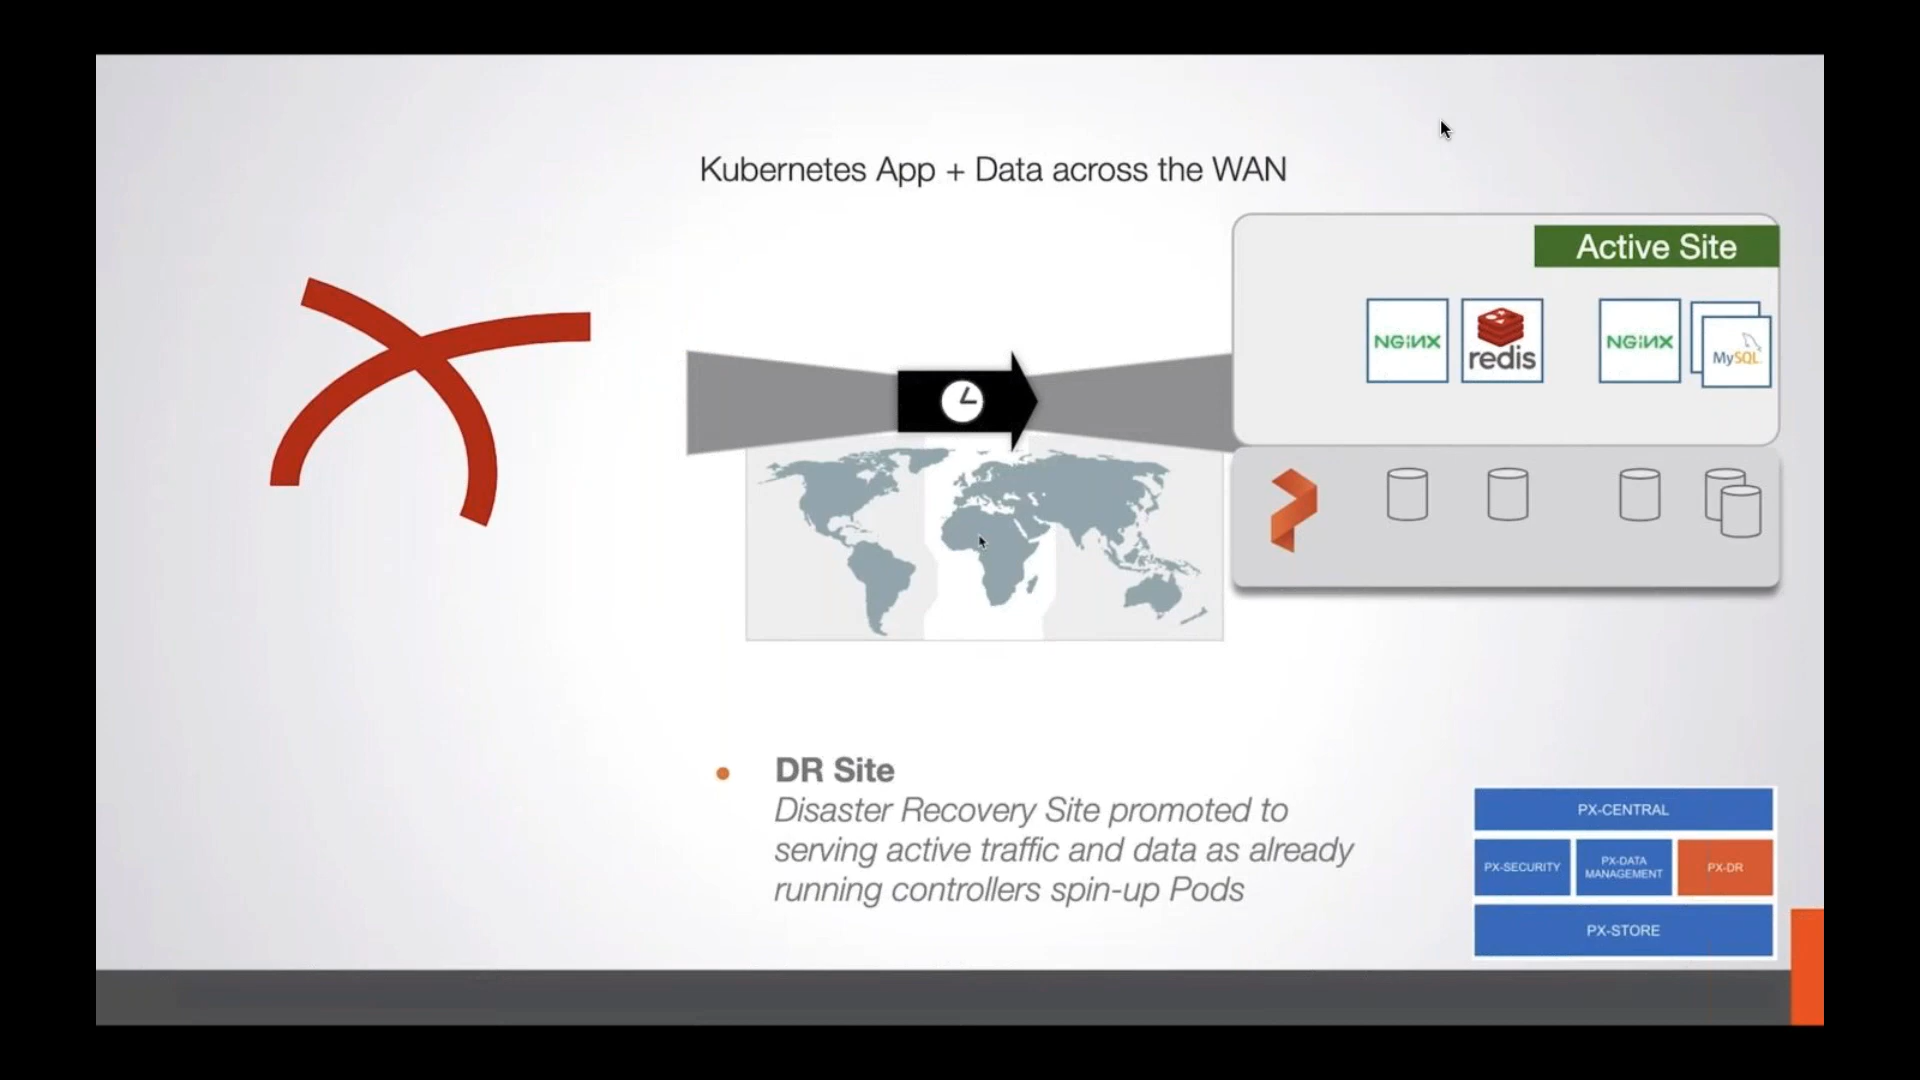 Kubernetes App + Data across the WAN
Active Site
NGINX
redis
NGINX
MySQL
DR Site
Disaster Recovery Site promoted to
serving active traffic and data as already
running controllers spin-up Pods
PX-CENTRAL
PX-SECURITY
PX-DATA
MANAGEMENT
PX-DR
PX-STORE